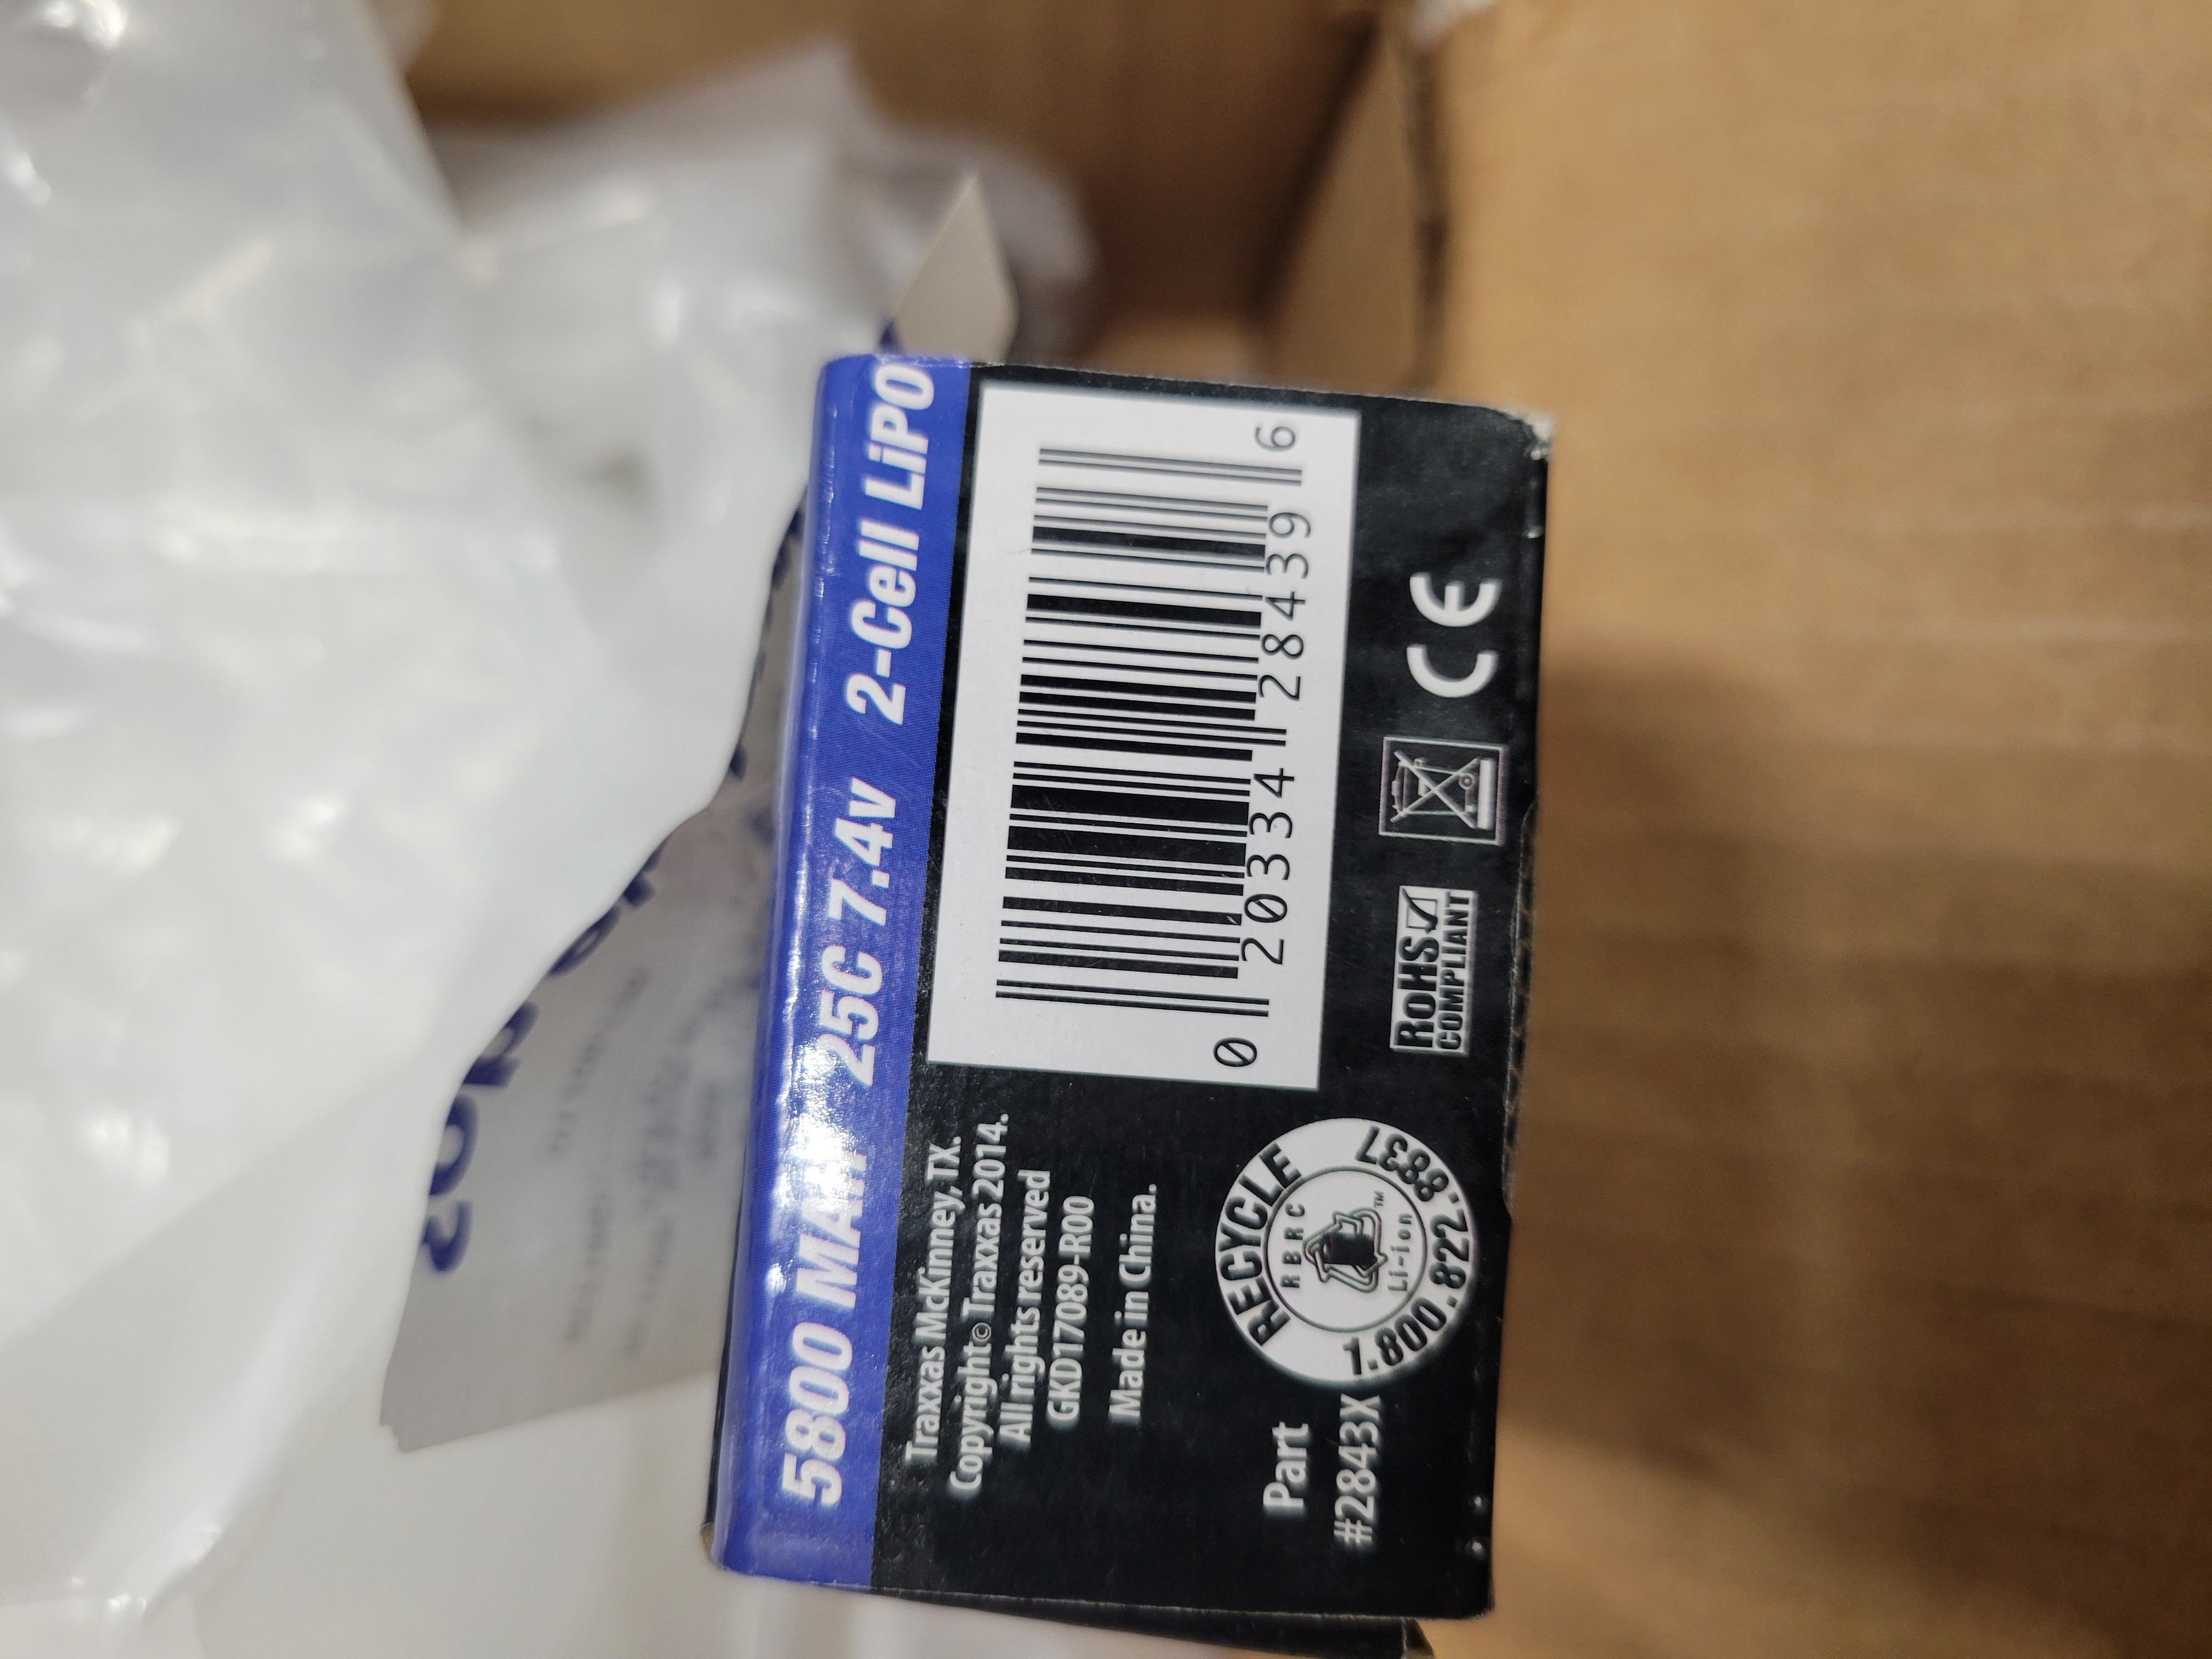 5800 MAH 25C 7.4v 2-Cell LiPO
Traxxas McKinney, TX.
Copyright© Traxxas 2014.
All rights reserved
GKD17089-R00
Made in China.
Part
#2843X
RECYCLE
RBRC
TM
Li-ion
1.800.822.8837
0 20334 28439 6
RoHS
COMPLIANT
CE